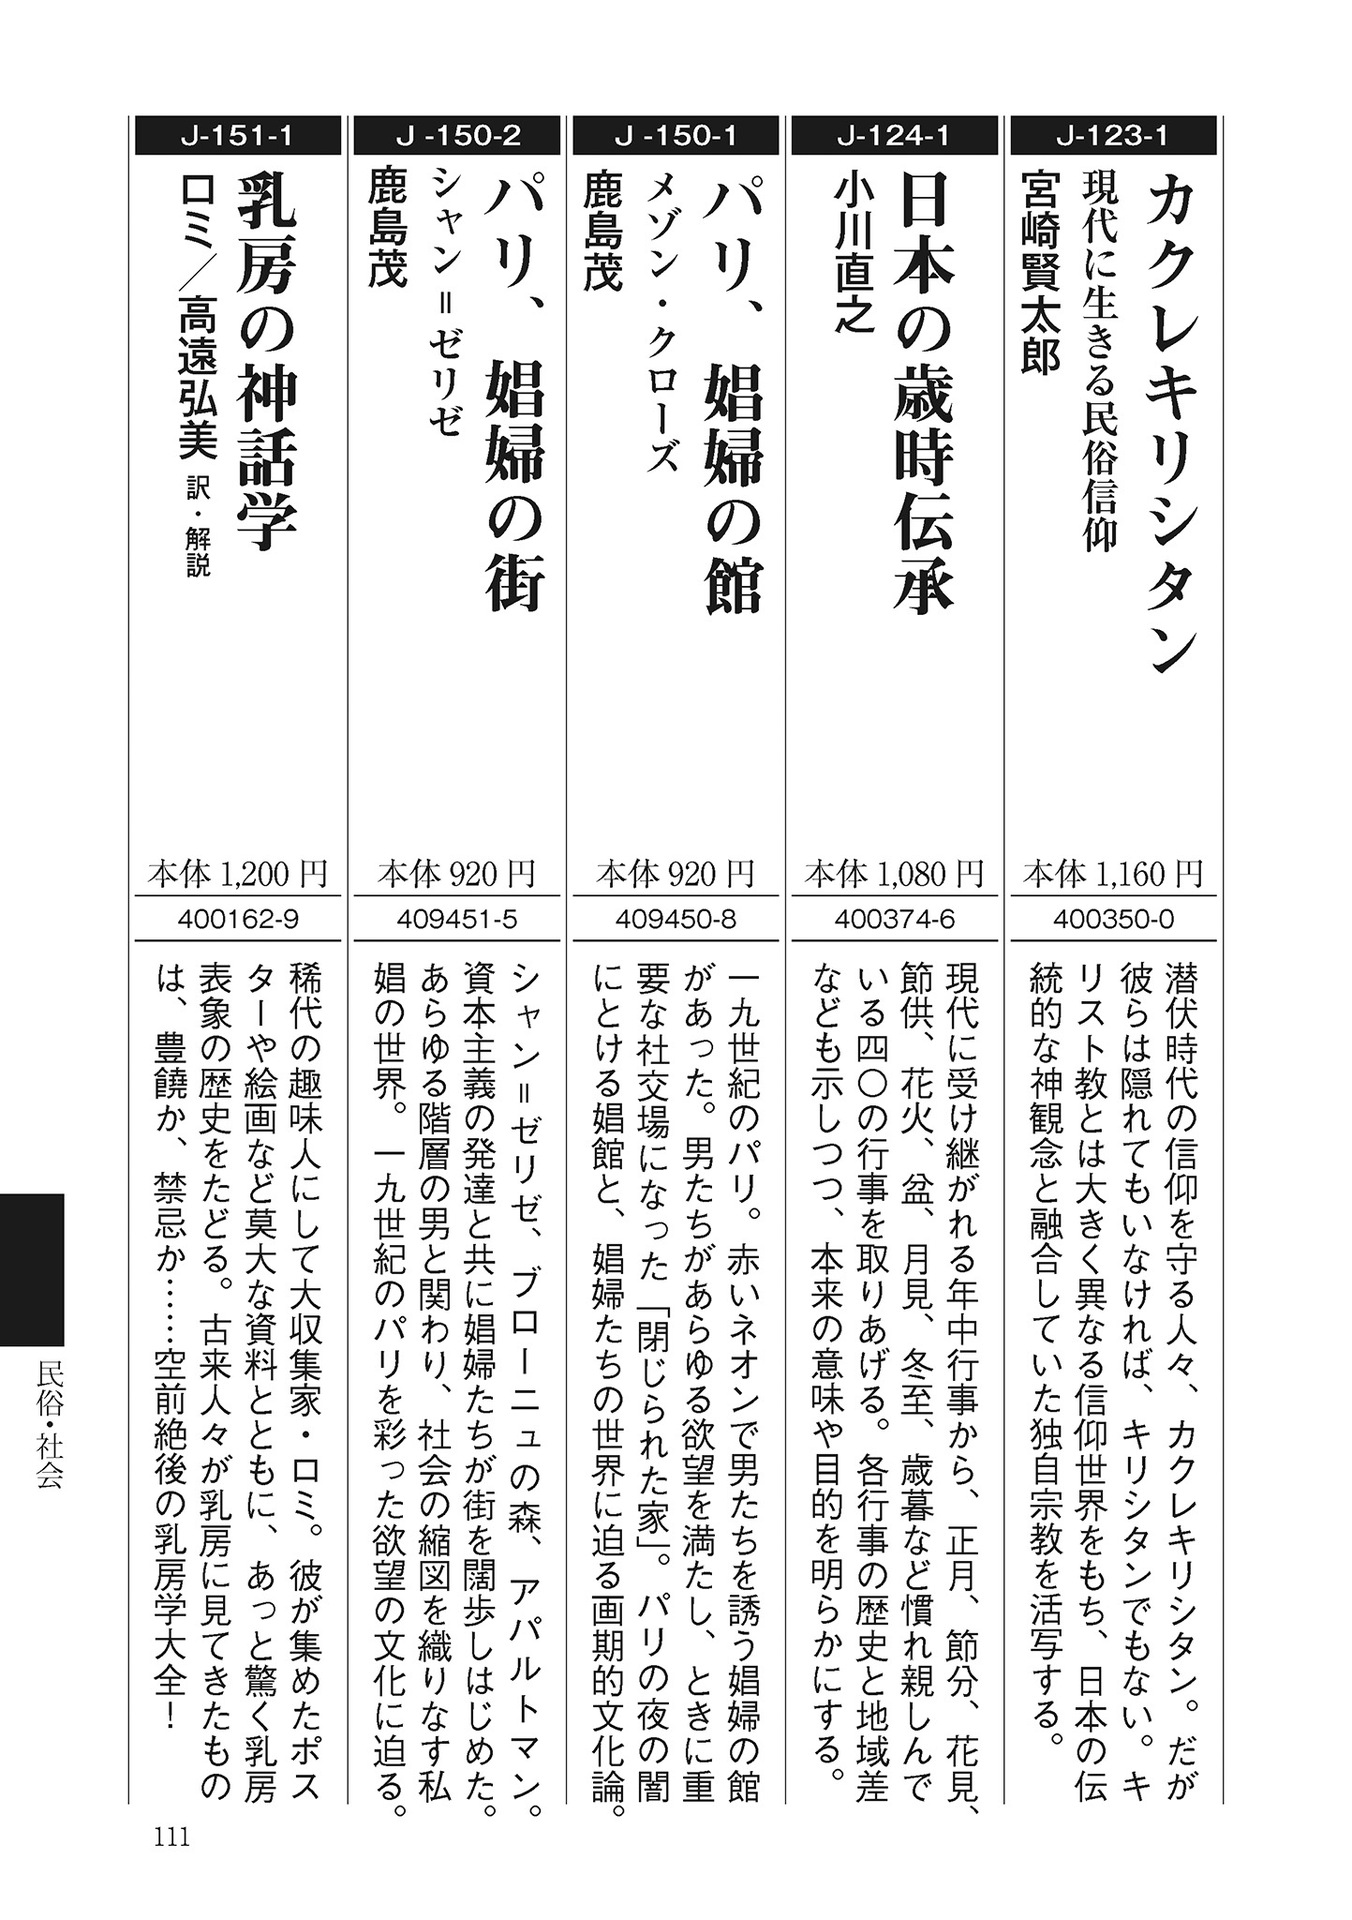 J-123-1
カクレキリシタン
現代に生きる民俗信仰
宮崎賢太郎
本体 1,160 円
400350-0
潜伏時代の信仰を守る人々、カクレキリシタン。だが
彼らは隠れてもいなければ、キリシタンでもない。キ
リスト教とは大きく異なる信仰世界をもち、日本の伝
統的な神観念と融合していた独自宗教を活写する。
J-124-1
日本の歳時伝承
小川直之
本体 1,080 円
400374-6
現代に受け継がれる年中行事から、正月、節分、花見、
節供、花火、盆、月見、冬至、歳暮など慣れ親しんで
いる四〇の行事を取りあげる。各行事の歴史と地域差
なども示しつつ、本来の意味や目的を明らかにする。
J-150-1
パリ、娼婦の館
メゾン・クローズ
鹿島茂
本体 920 円
409450-8
一九世紀のパリ。赤いネオンで男たちを誘う娼婦の館
があった。男たちがあらゆる欲望を満たし、ときに重
要な社交場になった「閉じられた家」。パリの夜の闇
にとける娼館と、娼婦たちの世界に迫る画期的文化論。
J-150-2
パリ、娼婦の街
シャン＝ゼリゼ
鹿島茂
本体 920 円
409451-5
シャン＝ゼリゼ、ブローニュの森、アパルトマン。
資本主義の発達と共に娼婦たちが街を闊歩しはじめた。
あらゆる階層の男と関わり、社会の縮図を織りなす私
娼の世界。一九世紀のパリを彩った欲望の文化に迫る。
J-151-1
乳房の神話学
ロミ／高遠弘美 訳・解説
本体 1,200 円
400162-9
稀代の趣味人にして大収集家・ロミ。彼が集めたポス
ターや絵画など莫大な資料とともに、あっと驚く乳房
表象の歴史をたどる。古来人々が乳房に見てきたもの
は、豊饒か、禁忌か……空前絶後の乳房学大全！
民俗・社会
111